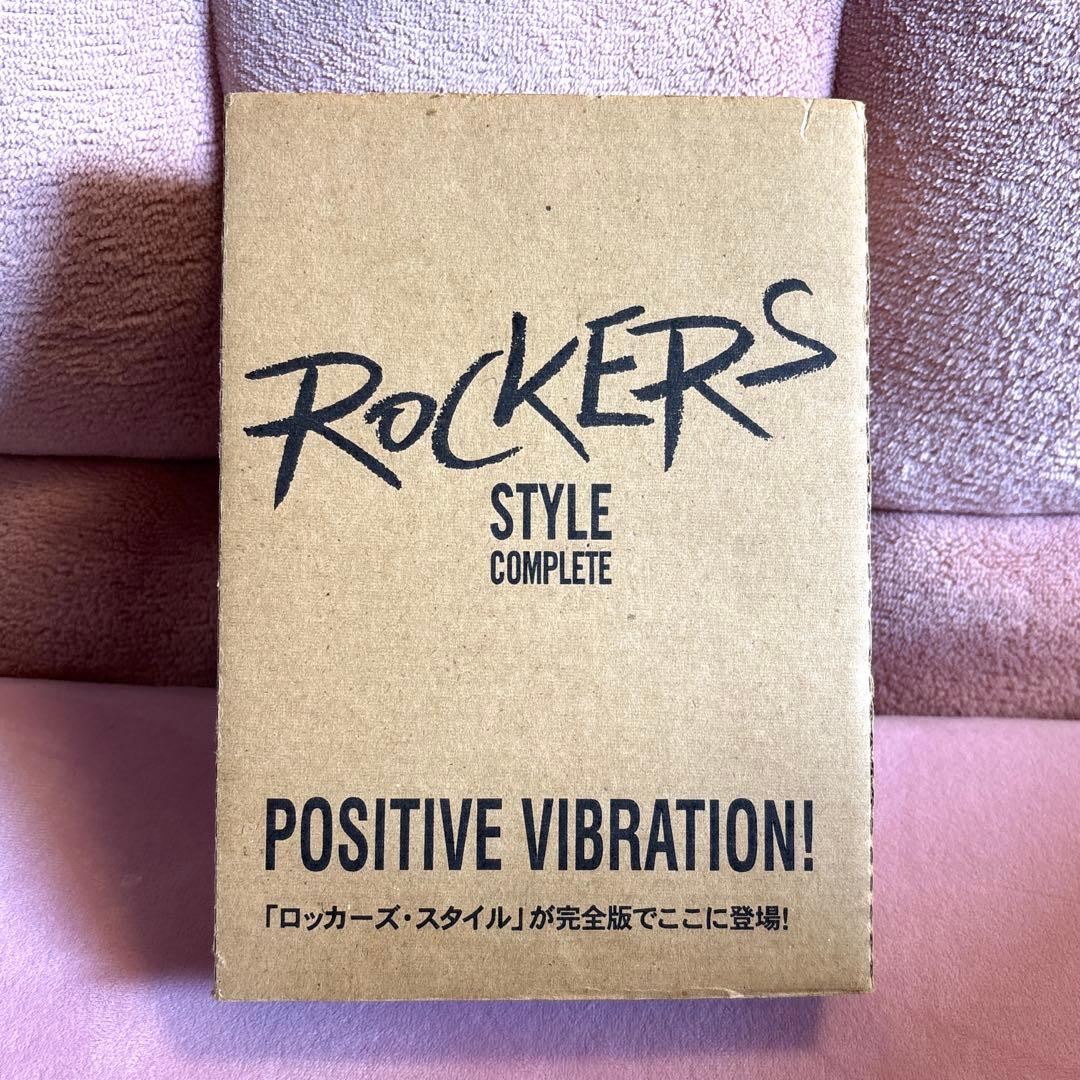 ROCKERS
STYLE
COMPLETE
POSITIVE VIBRATION!
「ロッカーズ・スタイル」が完全版でここに登場!